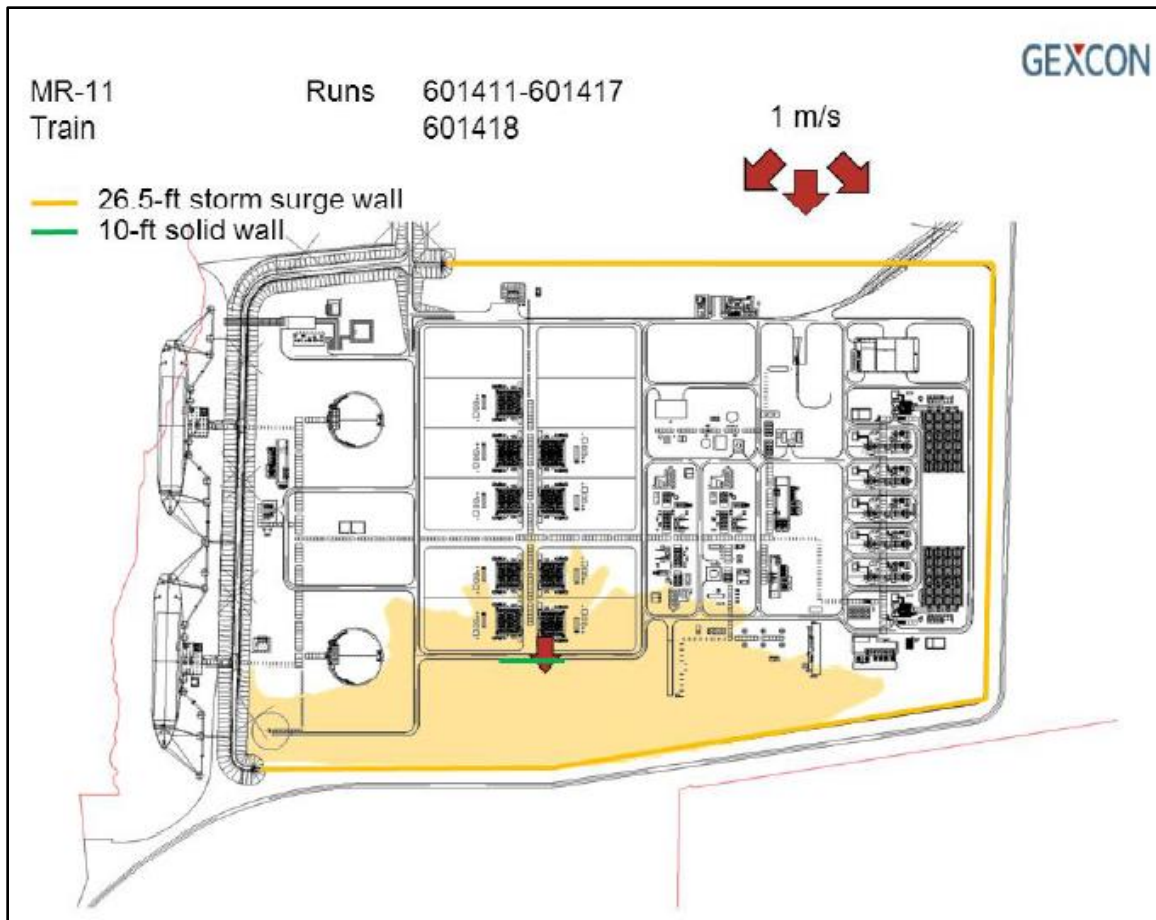 GEXCON
MR-11 Runs 601411-601417
Train 601418
1 m/s
26.5-ft storm surge wall
10-ft solid wall